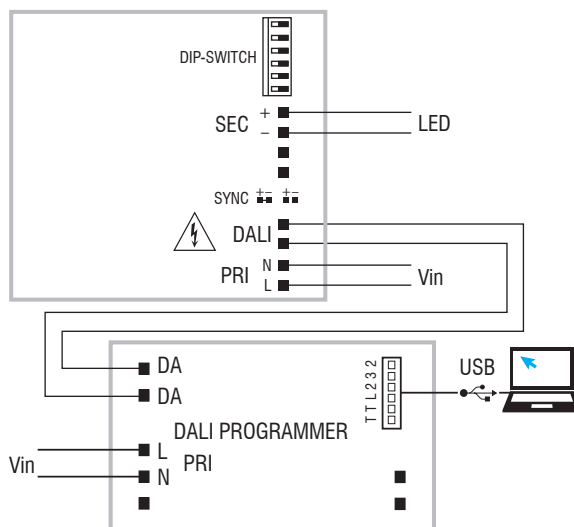 DIP-SWITCH
SEC + −
LED
SYNC + − + −
DALI
PRI N L
Vin
DA
DA
TTL232
USB
DALI PROGRAMMER
PRI
L
N
Vin